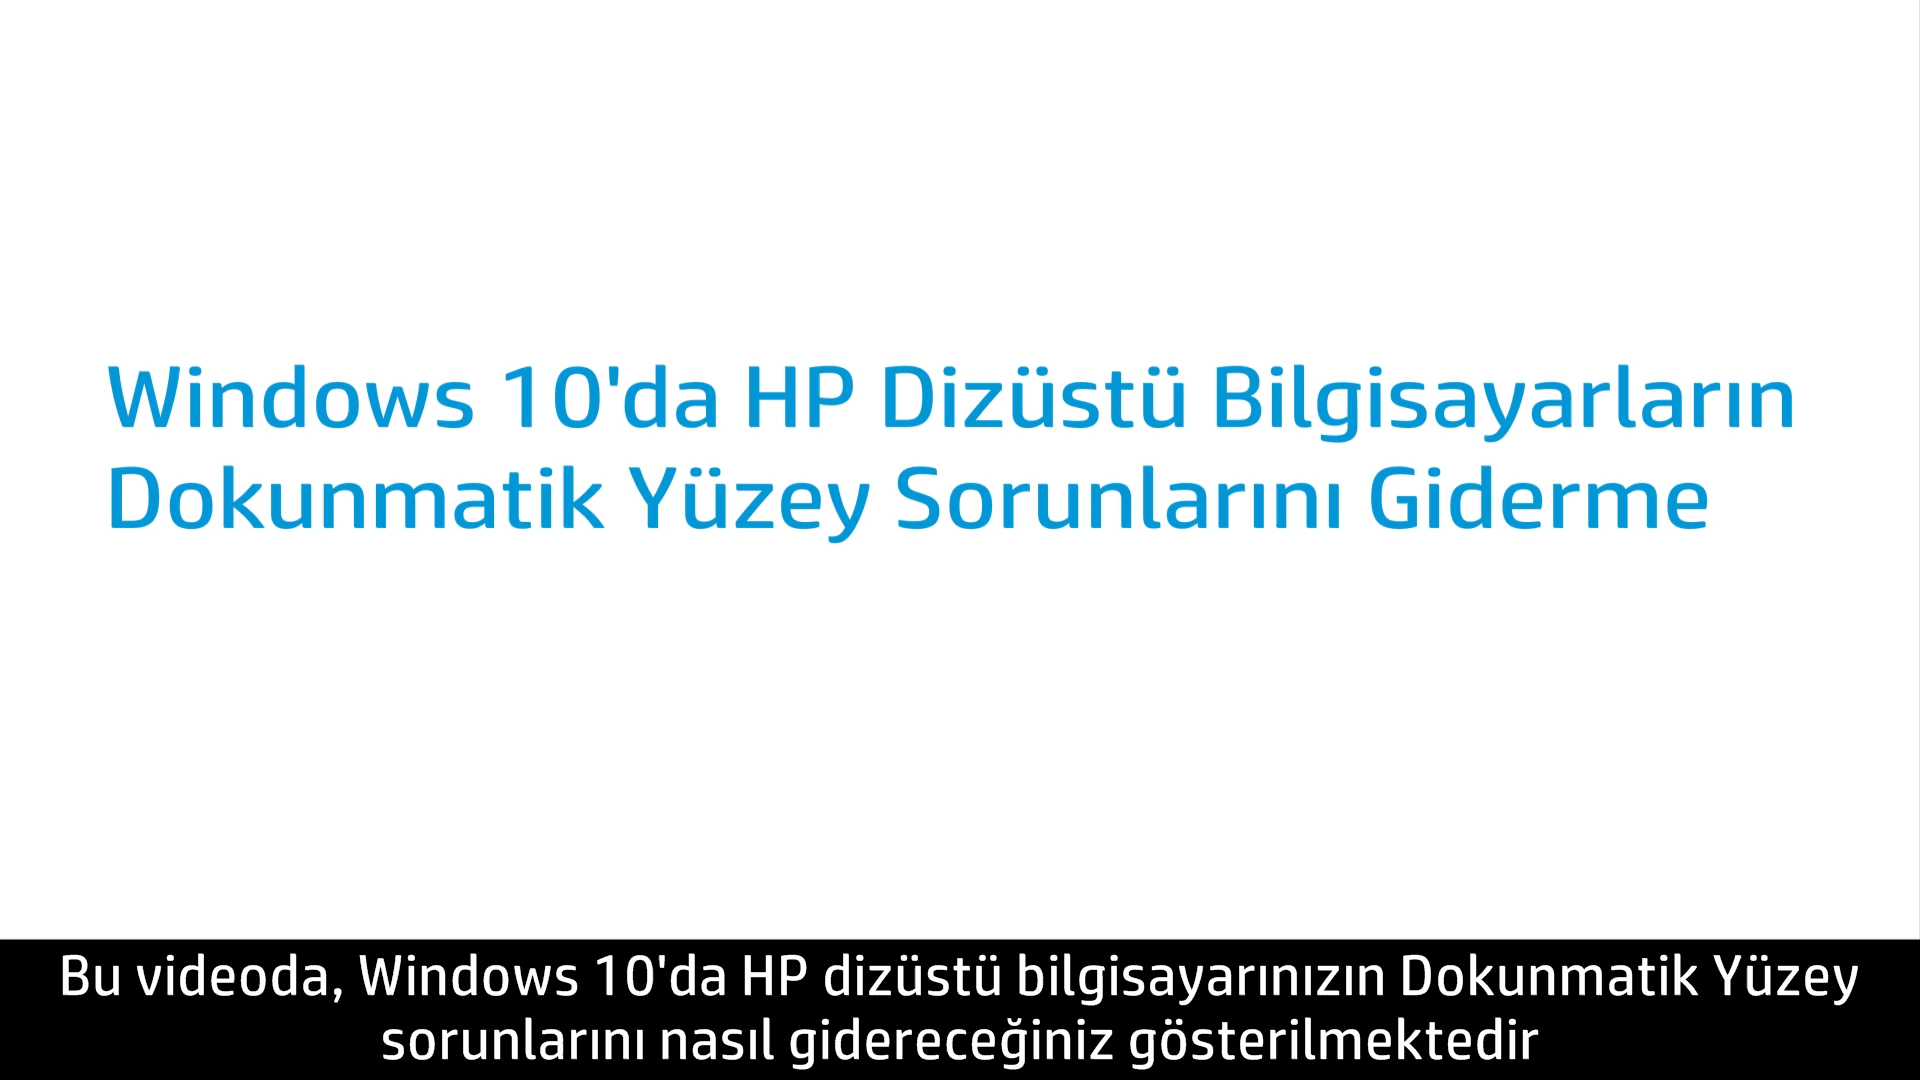 Windows 10'da HP Dizüstü Bilgisayarların
Dokunmatik Yüzey Sorunlarını Giderme
Bu videoda, Windows 10'da HP dizüstü bilgisayarınızın Dokunmatik Yüzey
sorunlarını nasıl gidereceğiniz gösterilmektedir